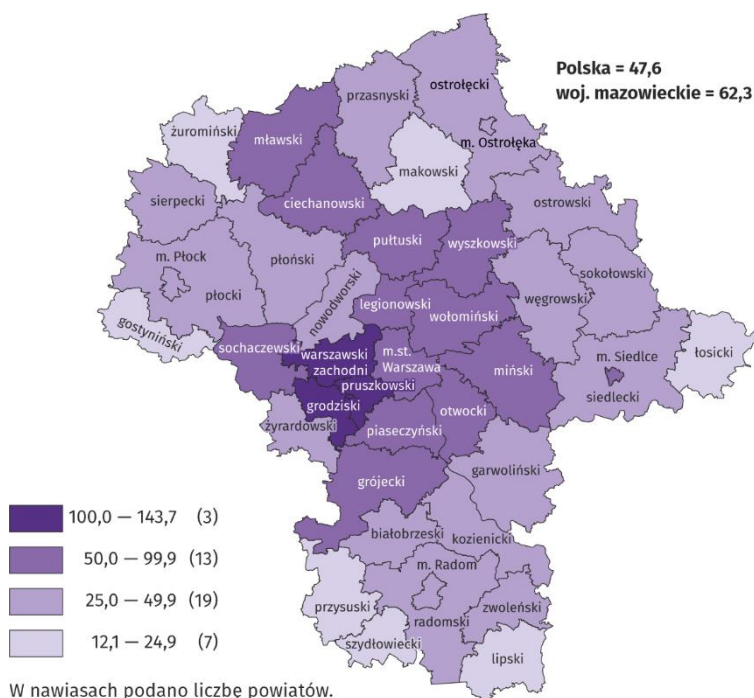 Polska = 47,6
woj. mazowieckie = 62,3
ostrołęcki
przasnyski
żuromiński
mławski
m. Ostrołęka
makowski
ciechanowski
sierpecki
ostrowski
pułtuski
wyszkowski
płoński
m. Płock
sokołowski
węgrowski
płocki
nowodworski
legionowski
wołomiński
gostyniński
sochaczewski
warszawski
zachodni
m.st.
Warszawa
pruszkowski
miński
m. Siedlce
siedlecki
łosicki
grodziski
otwocki
żyrardowski
piaseczyński
garwoliński
grójecki
białobrzeski
kozienicki
m. Radom
przysuski
zwoleński
radomski
szydłowiecki
lipski
100,0 — 143,7 (3)
50,0 — 99,9 (13)
25,0 — 49,9 (19)
12,1 — 24,9 (7)
W nawiasach podano liczbę powiatów.